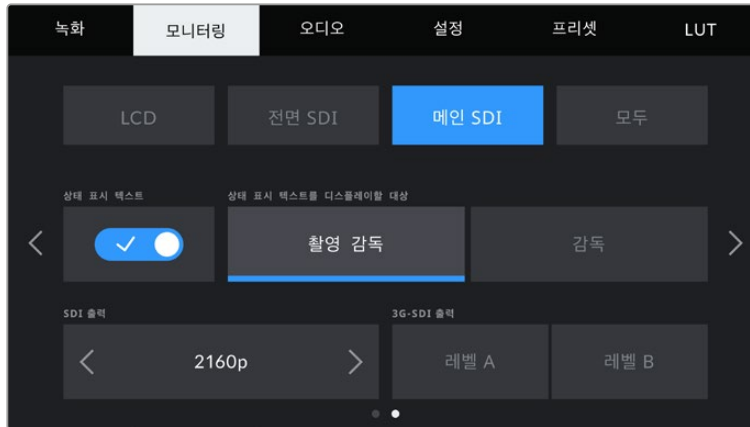 녹화 모니터링 오디오 설정 프리셋 LUT
LCD 전면 SDI 메인 SDI 모두
상태 표시 텍스트 상태 표시 텍스트를 디스플레이할 대상
촬영 감독 감독
SDI 출력 3G-SDI 출력
2160p 레벨 A 레벨 B